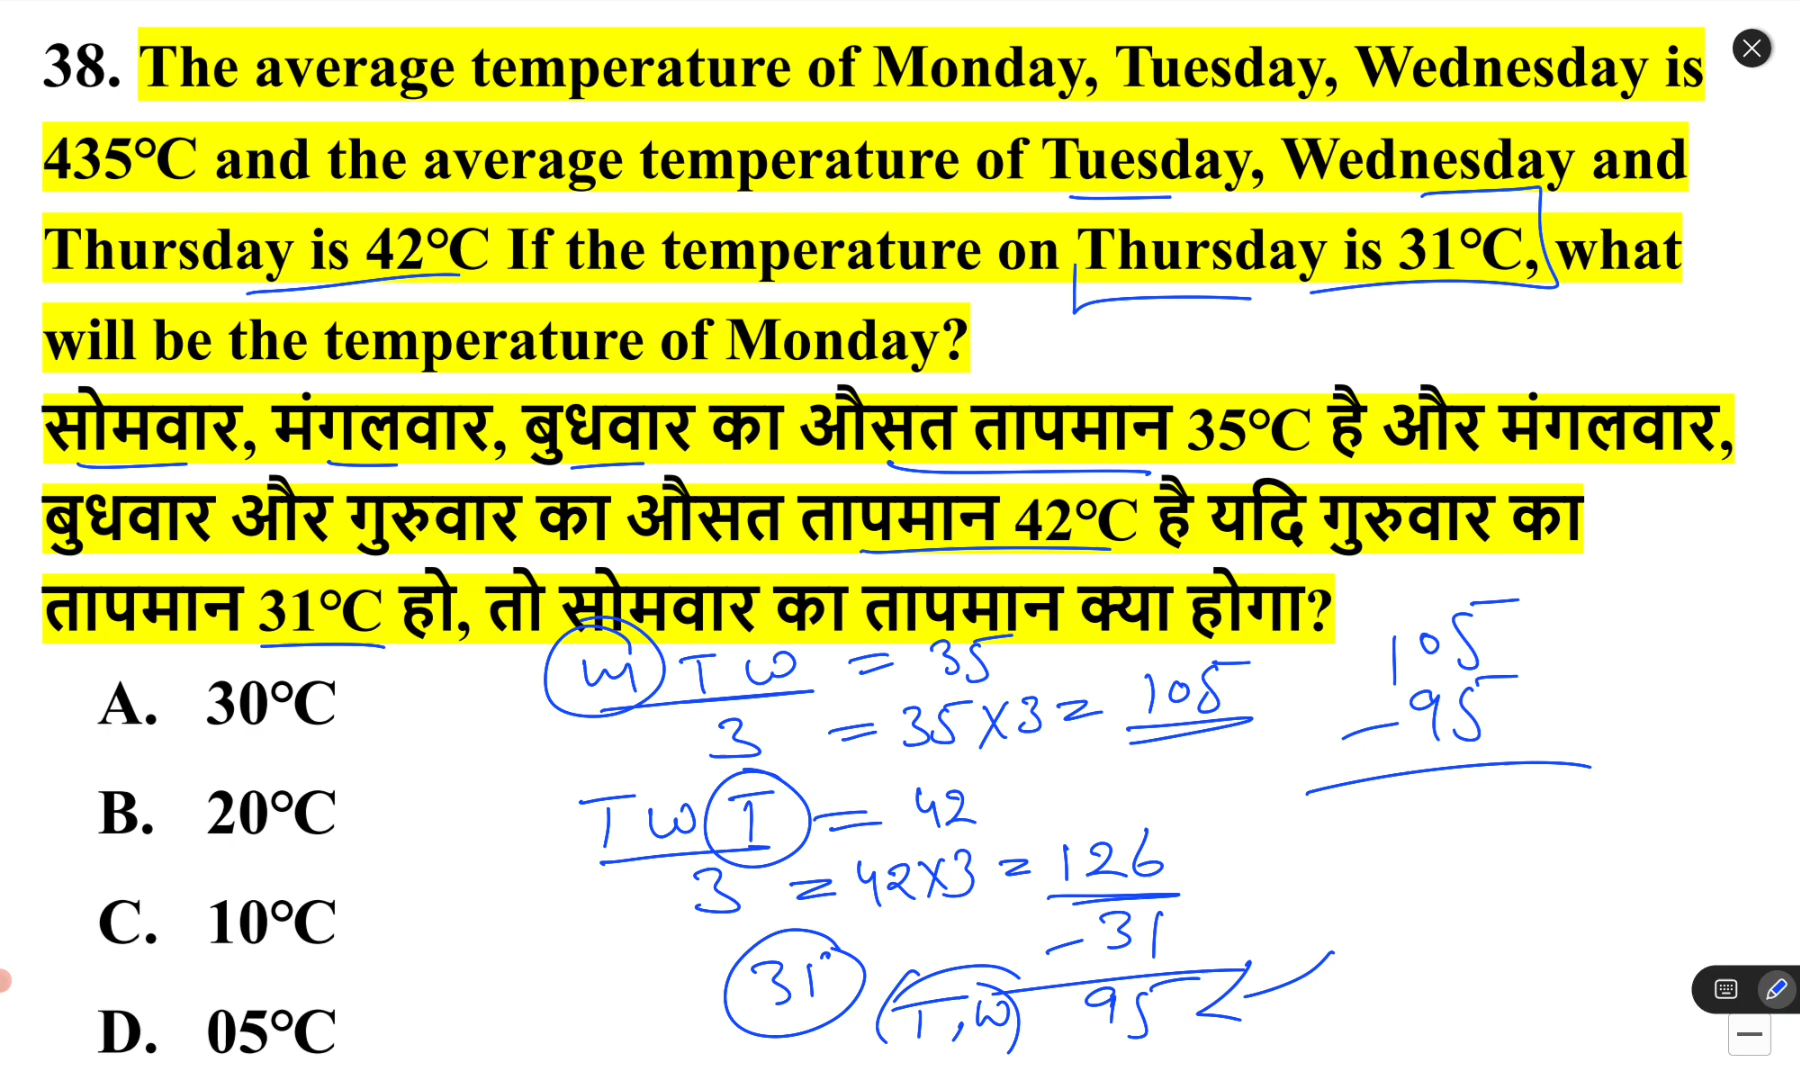 38. The average temperature of Monday, Tuesday, Wednesday is
435°C and the average temperature of Tuesday, Wednesday and
Thursday is 42°C If the temperature on Thursday is 31°C, what
will be the temperature of Monday?
सोमवार, मंगलवार, बुधवार का औसत तापमान 35°C है और मंगलवार,
बुधवार और गुरुवार का औसत तापमान 42°C है यदि गुरुवार का
तापमान 31°C हो, तो सोमवार का तापमान क्या होगा?
A. 30°C
B. 20°C
C. 10°C
D. 05°C
M T W = 35
3 = 35×3 = 105
T W T = 42
3 = 42×3 = 126
- 31
31° (T, W) 95
105
- 95